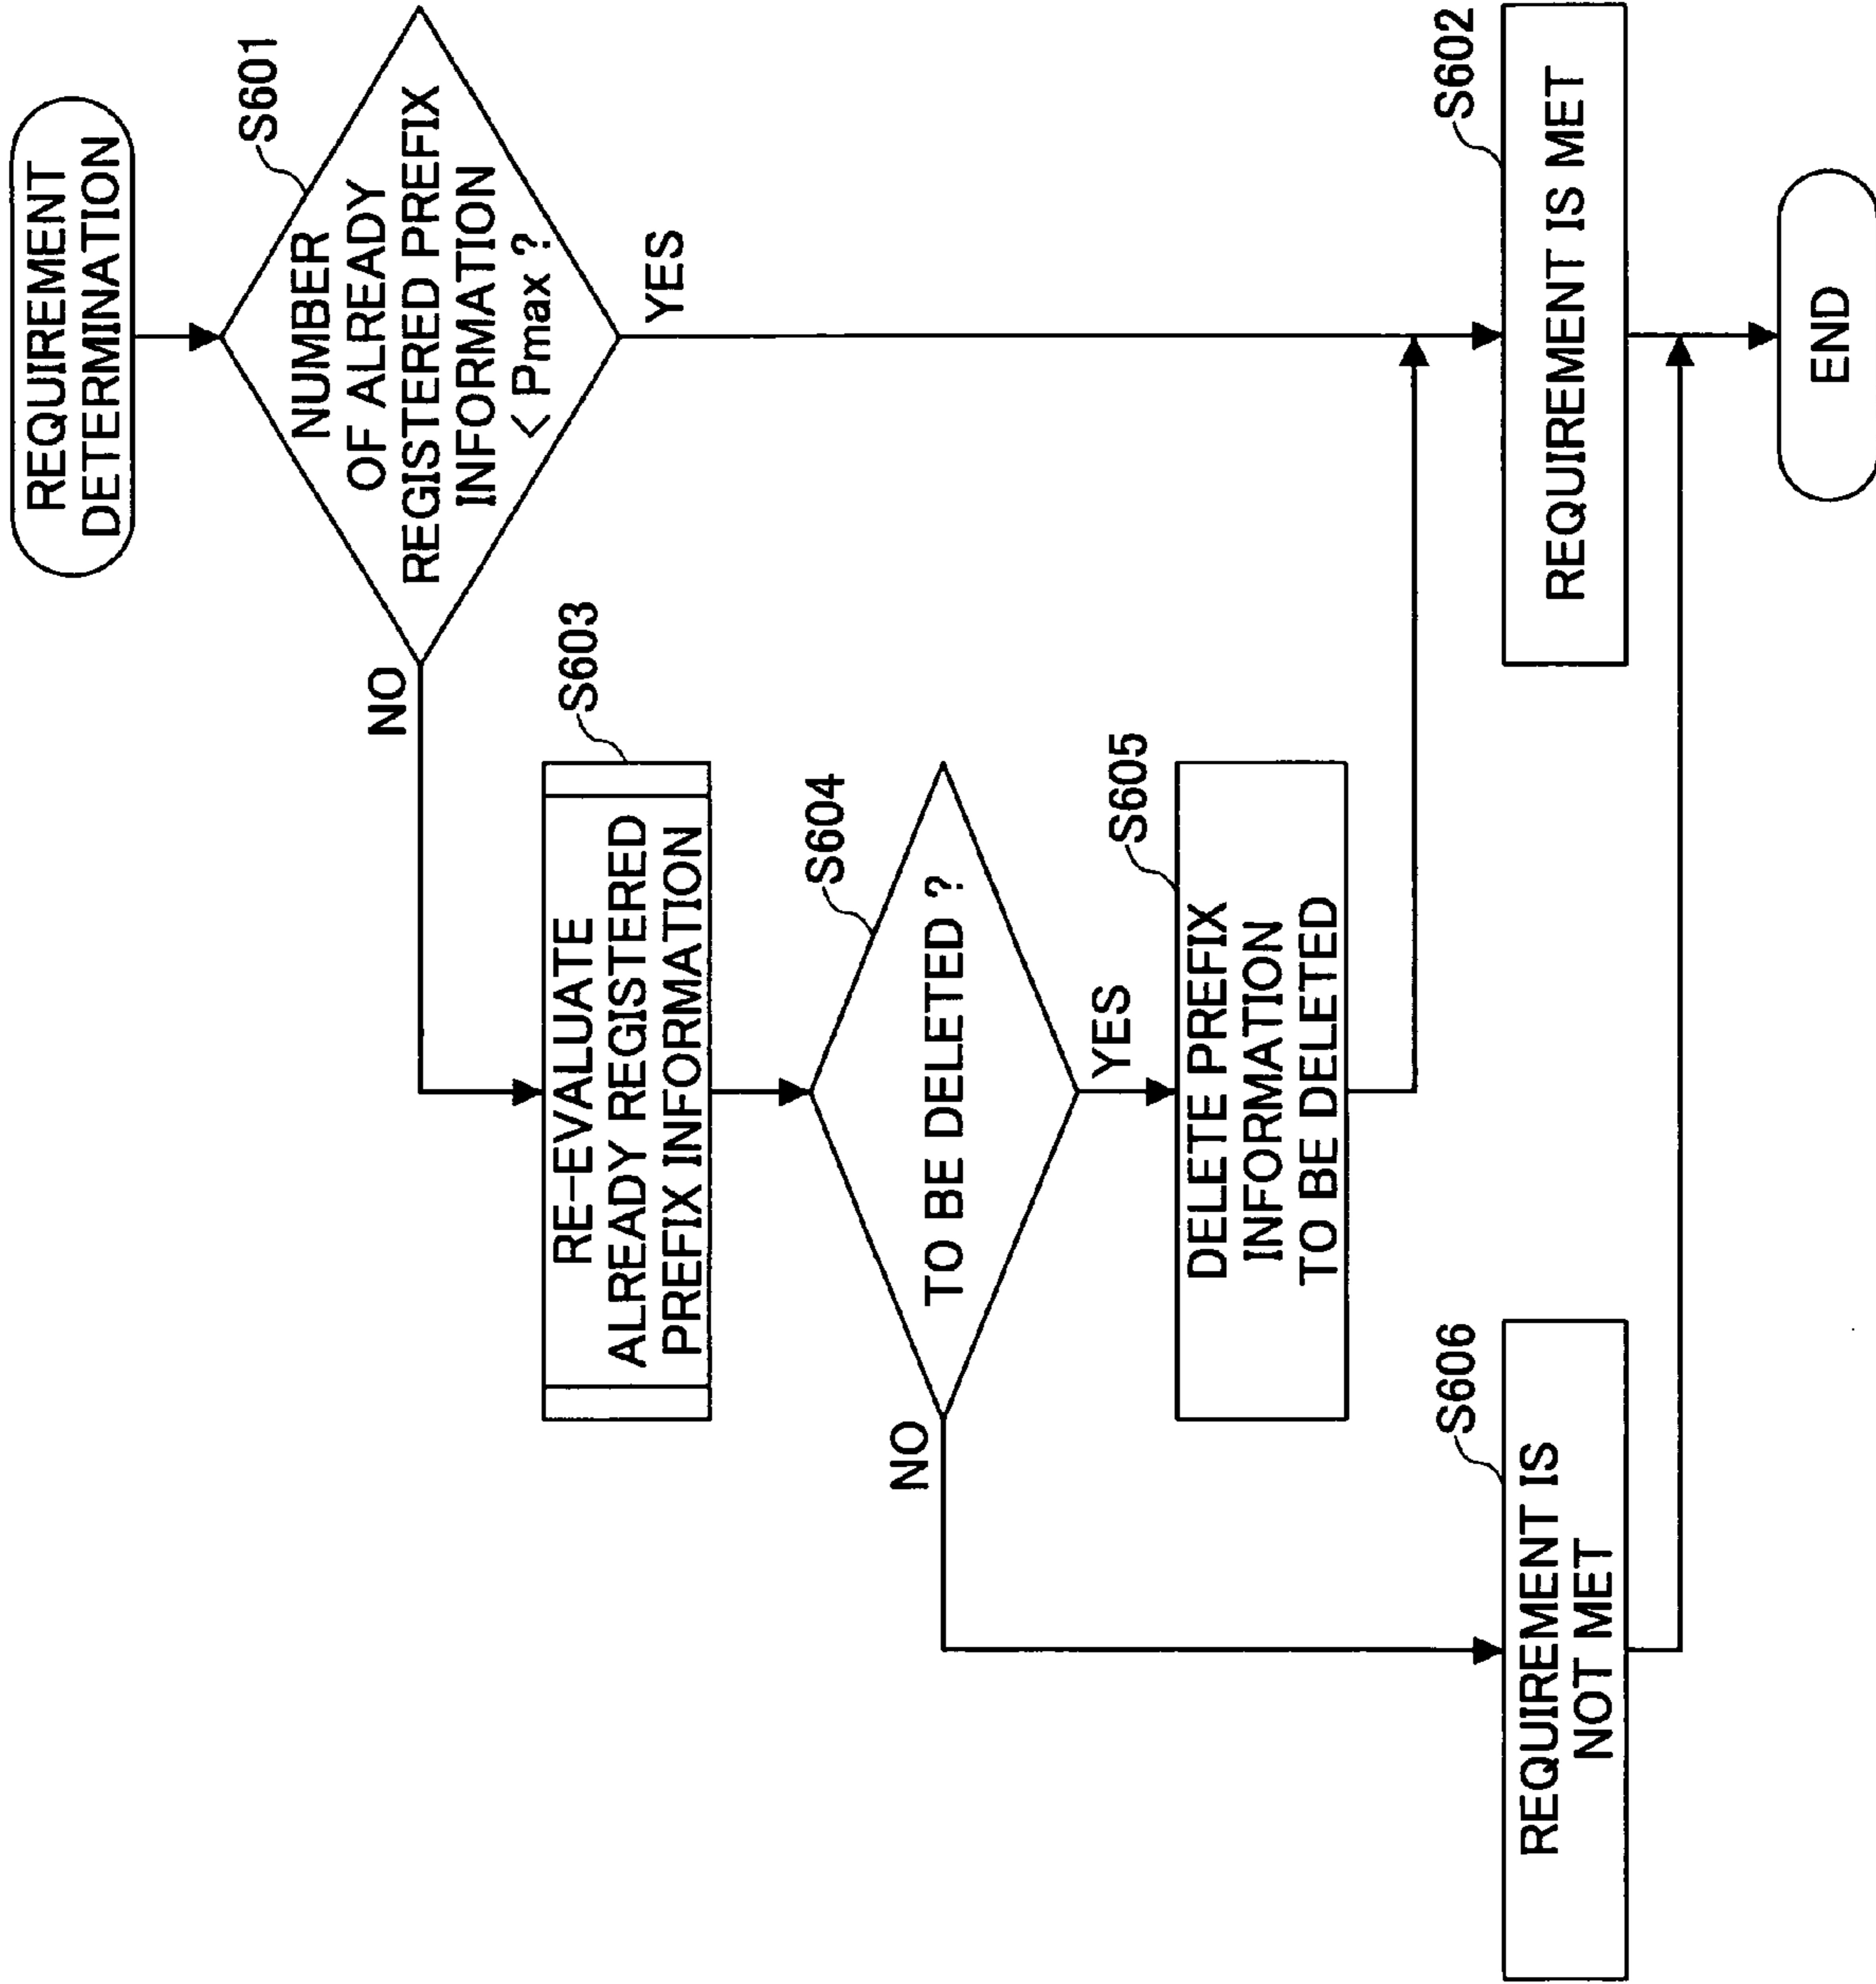 REQUIREMENT
DETERMINATION
S601
NUMBER
OF ALREADY
REGISTERED PREFIX
INFORMATION
< Pmax ?
YES
NO
S603
RE-EVALUATE
ALREADY REGISTERED
PREFIX INFORMATION
S604
TO BE DELETED ?
YES
NO
S605
DELETE PREFIX
INFORMATION
TO BE DELETED
S606
REQUIREMENT IS
NOT MET
S602
REQUIREMENT IS MET
END